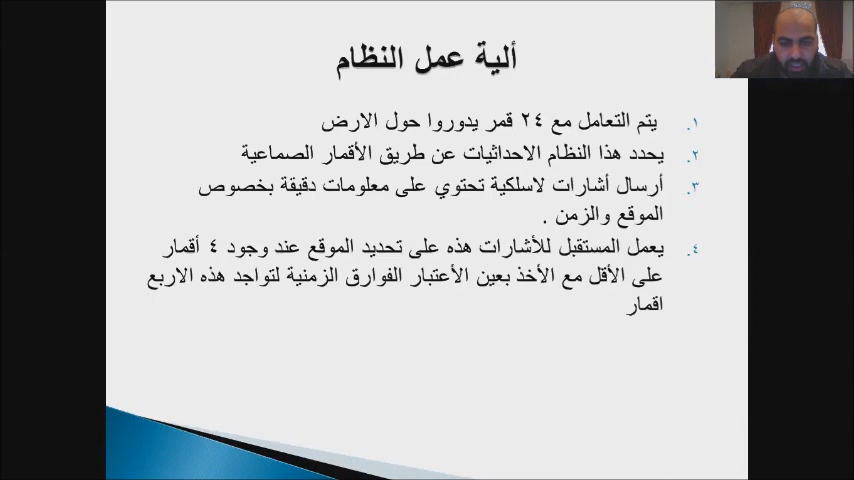 ألية عمل النظام
١. يتم التعامل مع ٢٤ قمر يدوروا حول الارض
٢. يحدد هذا النظام الاحداثيات عن طريق الأقمار الصماعية
٣. أرسال أشارات لاسلكية تحتوي على معلومات دقيقة بخصوص
الموقع والزمن .
٤. يعمل المستقبل للأشارات هذه على تحديد الموقع عند وجود ٤ أقمار
على الأقل مع الأخذ بعين الأعتبار الفوارق الزمنية لتواجد هذه الاربع
اقمار